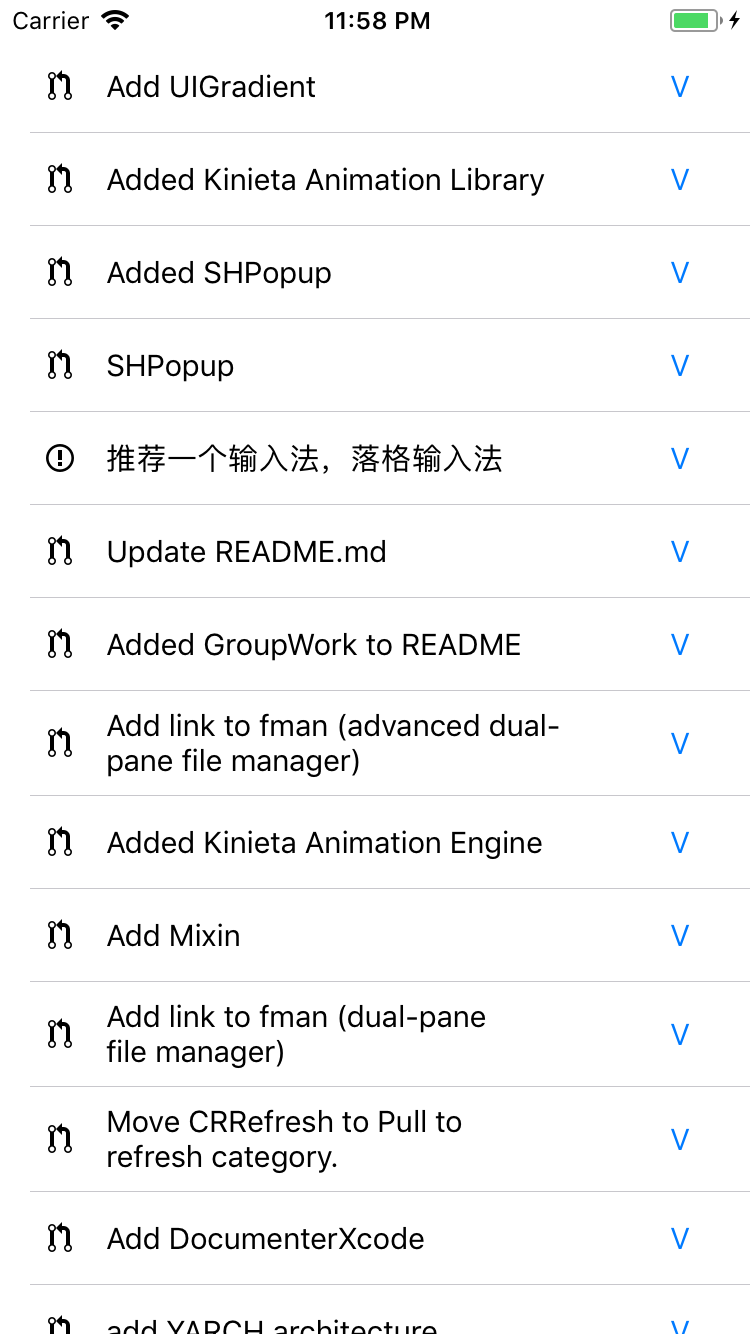 Carrier 11:58 PM
Add UIGradient V
Added Kinieta Animation Library V
Added SHPopup V
SHPopup V
推荐一个输入法，落格输入法 V
Update README.md V
Added GroupWork to README V
Add link to fman (advanced dual-
pane file manager) V
Added Kinieta Animation Engine V
Add Mixin V
Add link to fman (dual-pane
file manager) V
Move CRRefresh to Pull to
refresh category. V
Add DocumenterXcode V
add YARCH architecture V